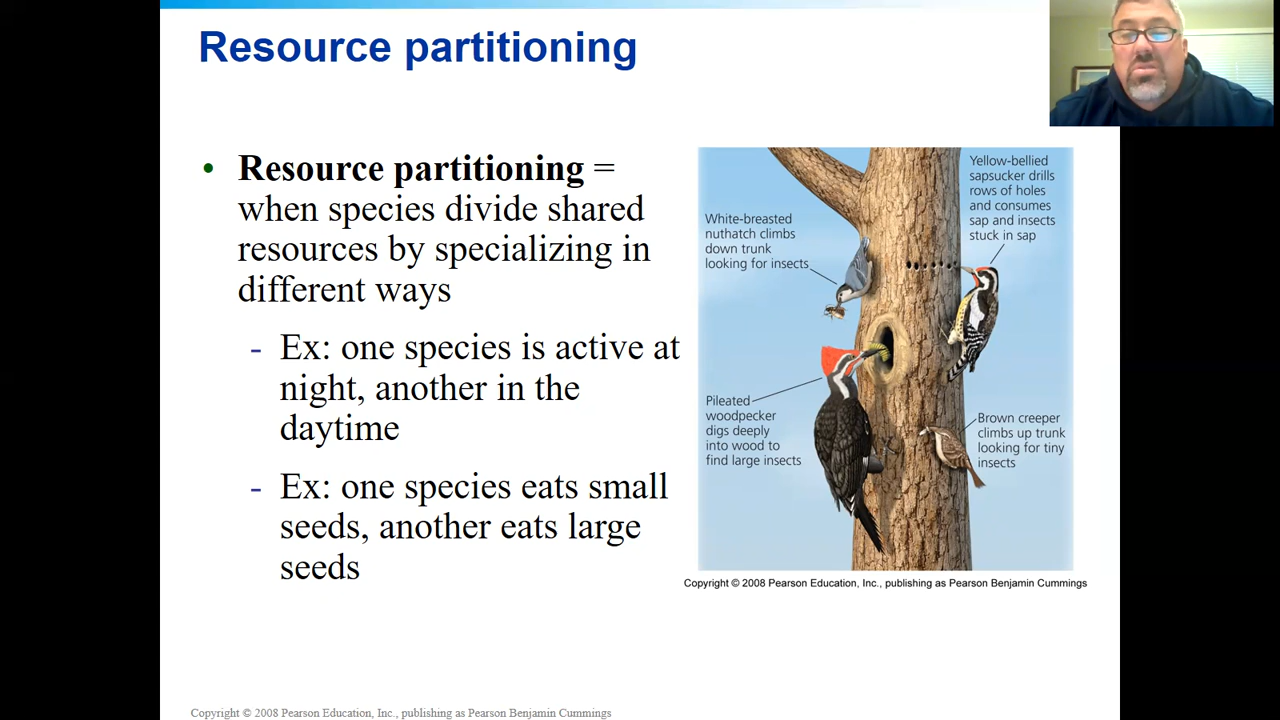 Resource partitioning
• Resource partitioning =
when species divide shared
resources by specializing in
different ways
- Ex: one species is active at
night, another in the
daytime
- Ex: one species eats small
seeds, another eats large
seeds
White-breasted
nuthatch climbs
down trunk
looking for insects
Yellow-bellied
sapsucker drills
rows of holes
and consumes
sap and insects
stuck in sap
Pileated
woodpecker
digs deeply
into wood to
find large insects
Brown creeper
climbs up trunk
looking for tiny
insects
Copyright © 2008 Pearson Education, Inc., publishing as Pearson Benjamin Cummings
Copyright © 2008 Pearson Education, Inc., publishing as Pearson Benjamin Cummings